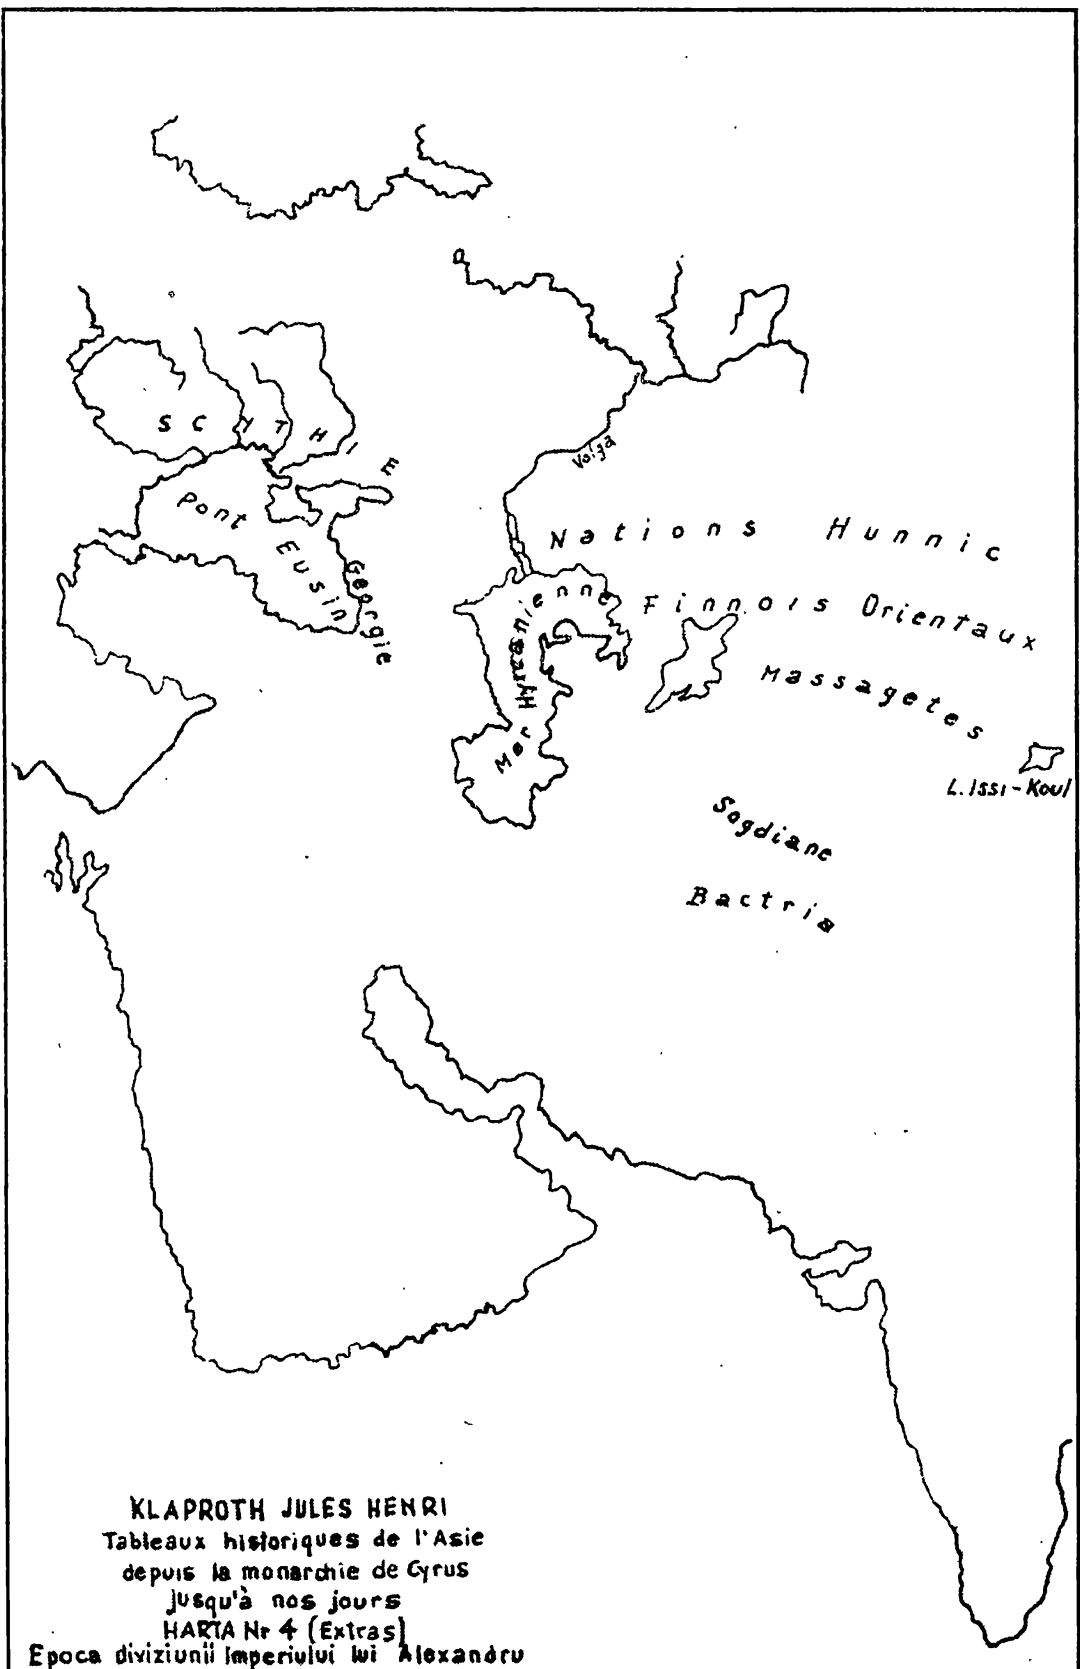 SCYTHIE
Pont
Eusin
Georgie
Volga
Nations Hunnic
Finnois Orientaux
Massagetes
Mer Hyrcanienne
L. Issi-Koul
Sogdiane
Bactria
KLAPROTH JULES HENRI
Tableaux historiques de l'Asie
depuis la monarchie de Cyrus
jusqu'à nos jours
HARTA Nr 4 (Extras)
Epoca diviziunii Imperiului lui Alexandru